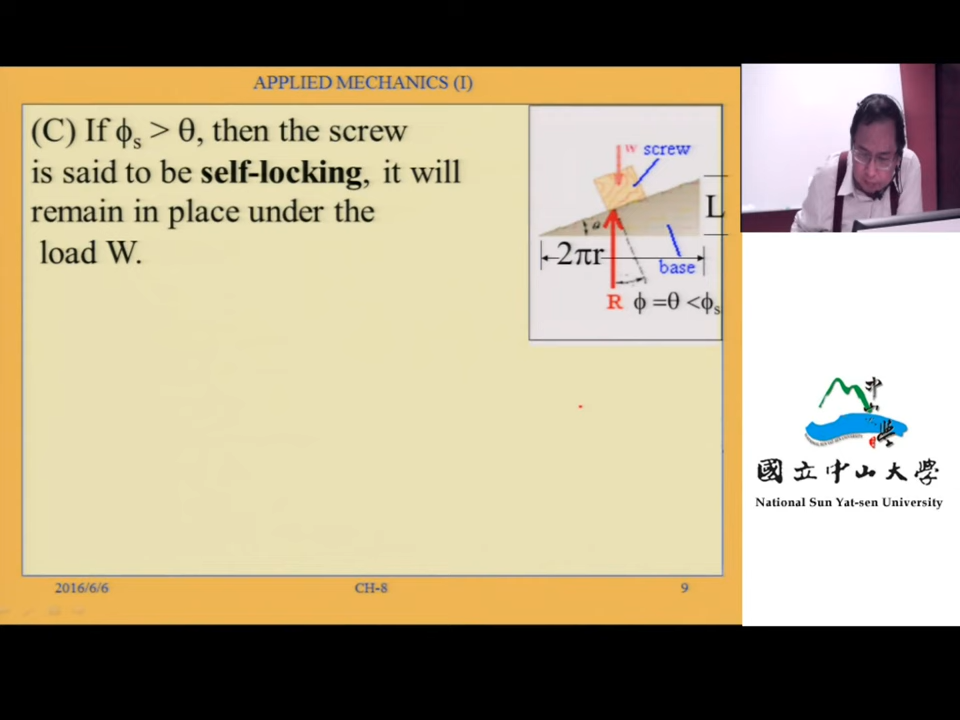 APPLIED MECHANICS (I)
(C) If ϕs > θ, then the screw
is said to be self-locking, it will
remain in place under the
load W.
w screw
L
θ
2πr
base
R ϕ =θ <ϕs
2016/6/6 CH-8 9
國立中山大學
National Sun Yat-sen University